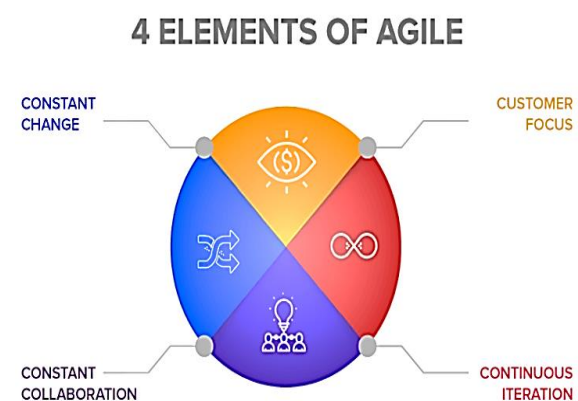 4 ELEMENTS OF AGILE
CONSTANT
CHANGE
CUSTOMER
FOCUS
($)
CONSTANT
COLLABORATION
CONTINUOUS
ITERATION